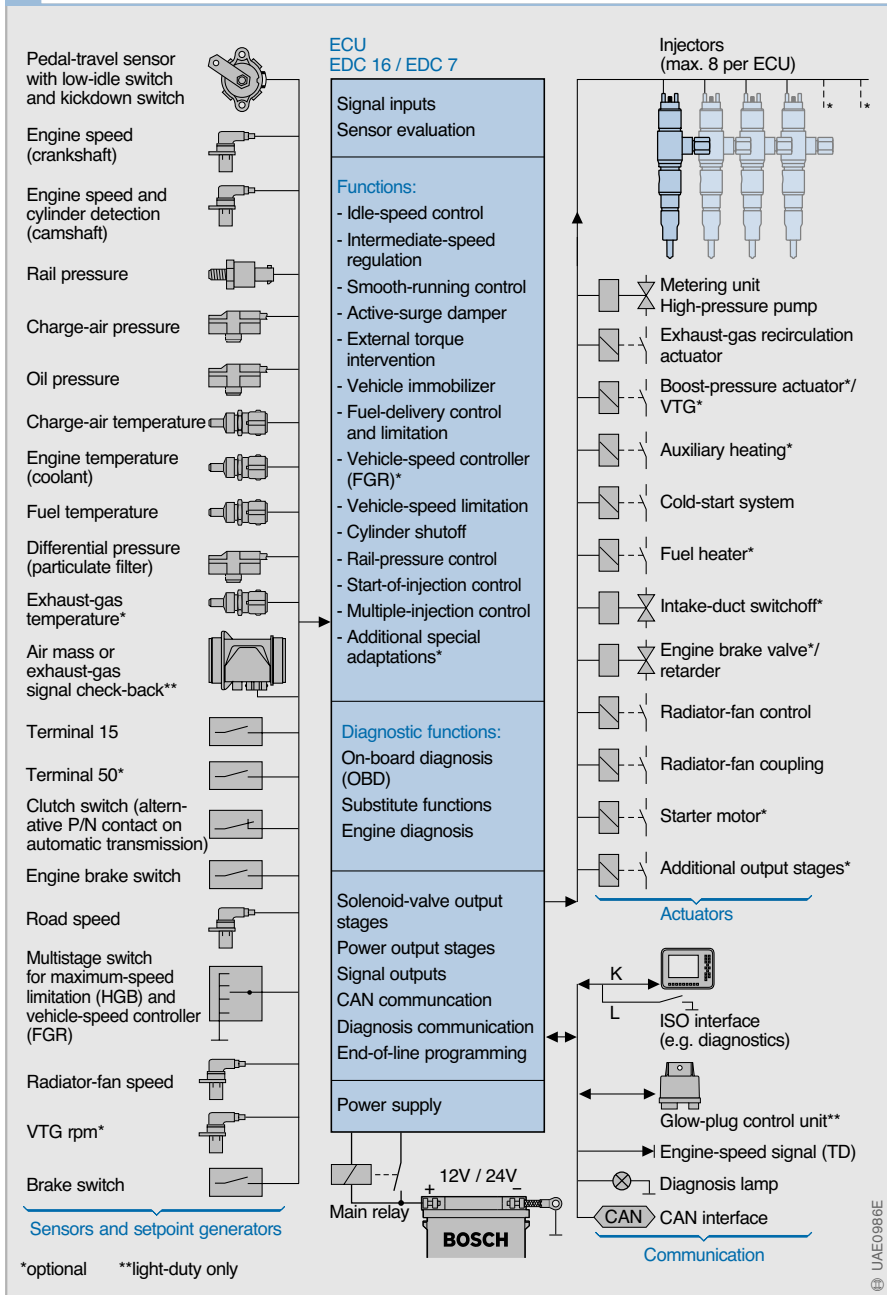 Pedal-travel sensor
with low-idle switch
and kickdown switch
Engine speed
(crankshaft)
Engine speed and
cylinder detection
(camshaft)
Rail pressure
Charge-air pressure
Oil pressure
Charge-air temperature
Engine temperature
(coolant)
Fuel temperature
Differential pressure
(particulate filter)
Exhaust-gas
temperature*
Air mass or
exhaust-gas
signal check-back**
Terminal 15
Terminal 50*
Clutch switch (altern-
ative P/N contact on
automatic transmission)
Engine brake switch
Road speed
Multistage switch
for maximum-speed
limitation (HGB) and
vehicle-speed controller
(FGR)
Radiator-fan speed
VTG rpm*
Brake switch
Sensors and setpoint generators
*optional **light-duty only
ECU
EDC 16 / EDC 7
Signal inputs
Sensor evaluation
Functions:
- Idle-speed control
- Intermediate-speed
regulation
- Smooth-running control
- Active-surge damper
- External torque
intervention
- Vehicle immobilizer
- Fuel-delivery control
and limitation
- Vehicle-speed controller
(FGR)*
- Vehicle-speed limitation
- Cylinder shutoff
- Rail-pressure control
- Start-of-injection control
- Multiple-injection control
- Additional special
adaptations*
Diagnostic functions:
On-board diagnosis
(OBD)
Substitute functions
Engine diagnosis
Solenoid-valve output
stages
Power output stages
Signal outputs
CAN communcation
Diagnosis communication
End-of-line programming
Power supply
12V / 24V
+ −
Main relay
BOSCH
Injectors
(max. 8 per ECU)
* *
Metering unit
High-pressure pump
Exhaust-gas recirculation
actuator
Boost-pressure actuator*/
VTG*
Auxiliary heating*
Cold-start system
Fuel heater*
Intake-duct switchoff*
Engine brake valve*/
retarder
Radiator-fan control
Radiator-fan coupling
Starter motor*
Additional output stages*
Actuators
K
L
ISO interface
(e.g. diagnostics)
Glow-plug control unit**
Engine-speed signal (TD)
Diagnosis lamp
CAN CAN interface
Communication
UAE0986E